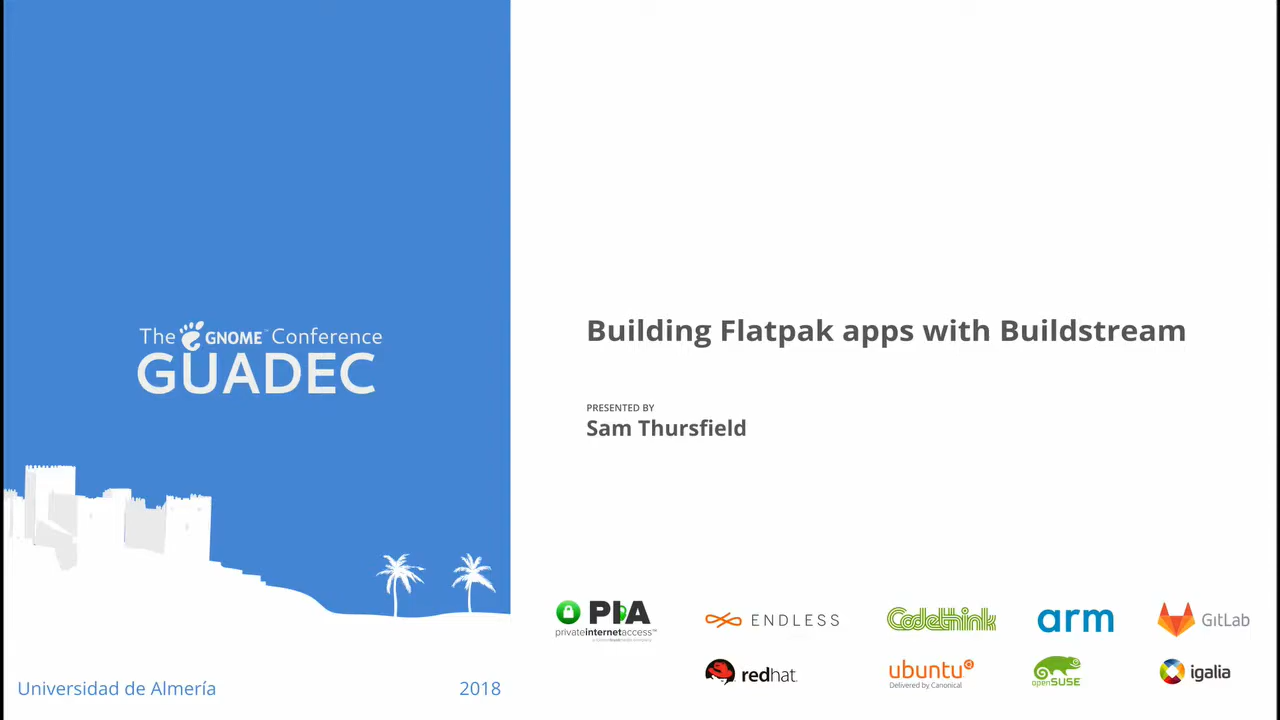 The GNOME Conference
GUADEC
Universidad de Almería
2018
Building Flatpak apps with Buildstream
PRESENTED BY
Sam Thursfield
PIA
privateinternetaccess™
ENDLESS
Codethink
arm
GitLab
redhat.
ubuntu
Delivered by Canonical
openSUSE
igalia